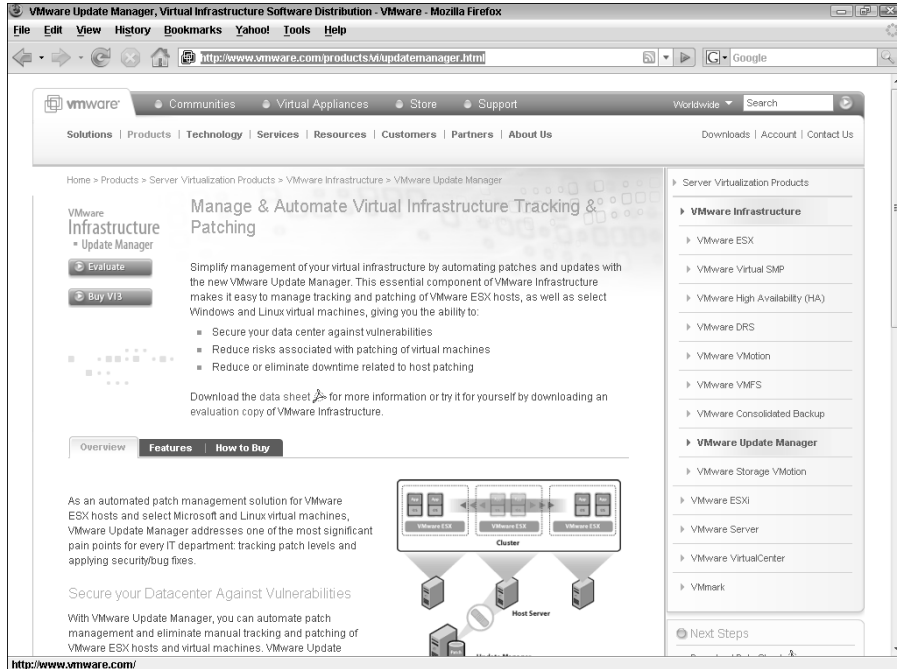 VMware Update Manager, Virtual Infrastructure Software Distribution - VMware - Mozilla Firefox
File Edit View History Bookmarks Yahoo! Tools Help
http://www.vmware.com/products/vi/updatemanager.html
G Google
vmware
Communities Virtual Appliances Store Support
Worldwide Search
Solutions | Products | Technology | Services | Resources | Customers | Partners | About Us
Downloads | Account | Contact Us
Home > Products > Server Virtualization Products > VMware Infrastructure > VMware Update Manager
VMware
Infrastructure
Update Manager
Evaluate
Buy VI3
Manage & Automate Virtual Infrastructure Tracking &
Patching
Simplify management of your virtual infrastructure by automating patches and updates with
the new VMware Update Manager. This essential component of VMware Infrastructure
makes it easy to manage tracking and patching of VMware ESX hosts, as well as select
Windows and Linux virtual machines, giving you the ability to:
Secure your data center against vulnerabilities
Reduce risks associated with patching of virtual machines
Reduce or eliminate downtime related to host patching
Download the data sheet for more information or try it for yourself by downloading an
evaluation copy of VMware Infrastructure.
Overview Features | How to Buy
As an automated patch management solution for VMware
ESX hosts and select Microsoft and Linux virtual machines,
VMware Update Manager addresses one of the most significant
pain points for every IT department: tracking patch levels and
applying security/bug fixes.
Secure your Datacenter Against Vulnerabilities
With VMware Update Manager, you can automate patch
management and eliminate manual tracking and patching of
VMware ESX hosts and virtual machines. VMware Update
VMware ESX VMware ESX VMware ESX
Cluster
Host Server
Update Manager
Server Virtualization Products
VMware Infrastructure
VMware ESX
VMware Virtual SMP
VMware High Availability (HA)
VMware DRS
VMware VMotion
VMware VMFS
VMware Consolidated Backup
VMware Update Manager
VMware Storage VMotion
VMware ESXi
VMware Server
VMware VirtualCenter
VMmark
Next Steps
http://www.vmware.com/